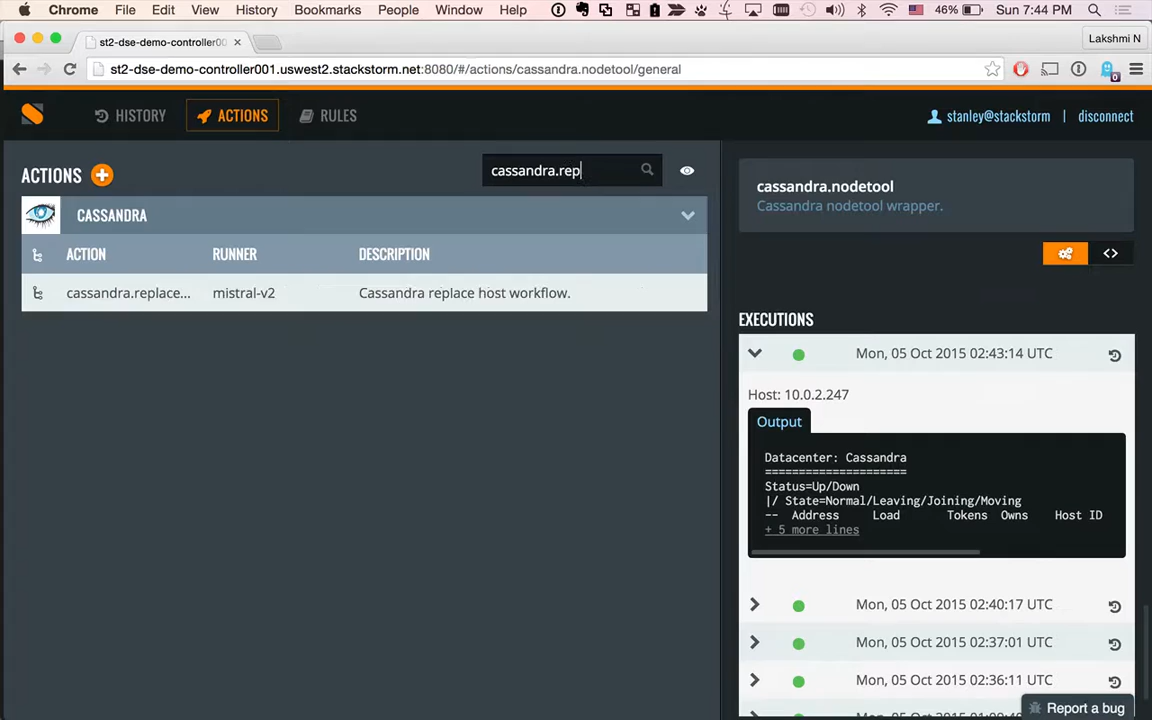 Chrome File Edit View History Bookmarks People Window Help 46% Sun 7:44 PM
st2-dse-demo-controller00
Lakshmi N
st2-dse-demo-controller001.uswest2.stackstorm.net:8080/#/actions/cassandra.nodetool/general
0
HISTORY ACTIONS RULES stanley@stackstorm | disconnect
ACTIONS cassandra.rep
CASSANDRA
ACTION RUNNER DESCRIPTION
cassandra.replace... mistral-v2 Cassandra replace host workflow.
cassandra.nodetool
Cassandra nodetool wrapper.
<>
EXECUTIONS
Mon, 05 Oct 2015 02:43:14 UTC
Host: 10.0.2.247
Output
Datacenter: Cassandra
=====================
Status=Up/Down
|/ State=Normal/Leaving/Joining/Moving
-- Address Load Tokens Owns Host ID
+ 5 more lines
Mon, 05 Oct 2015 02:40:17 UTC
Mon, 05 Oct 2015 02:37:01 UTC
Mon, 05 Oct 2015 02:36:11 UTC
Report a bug